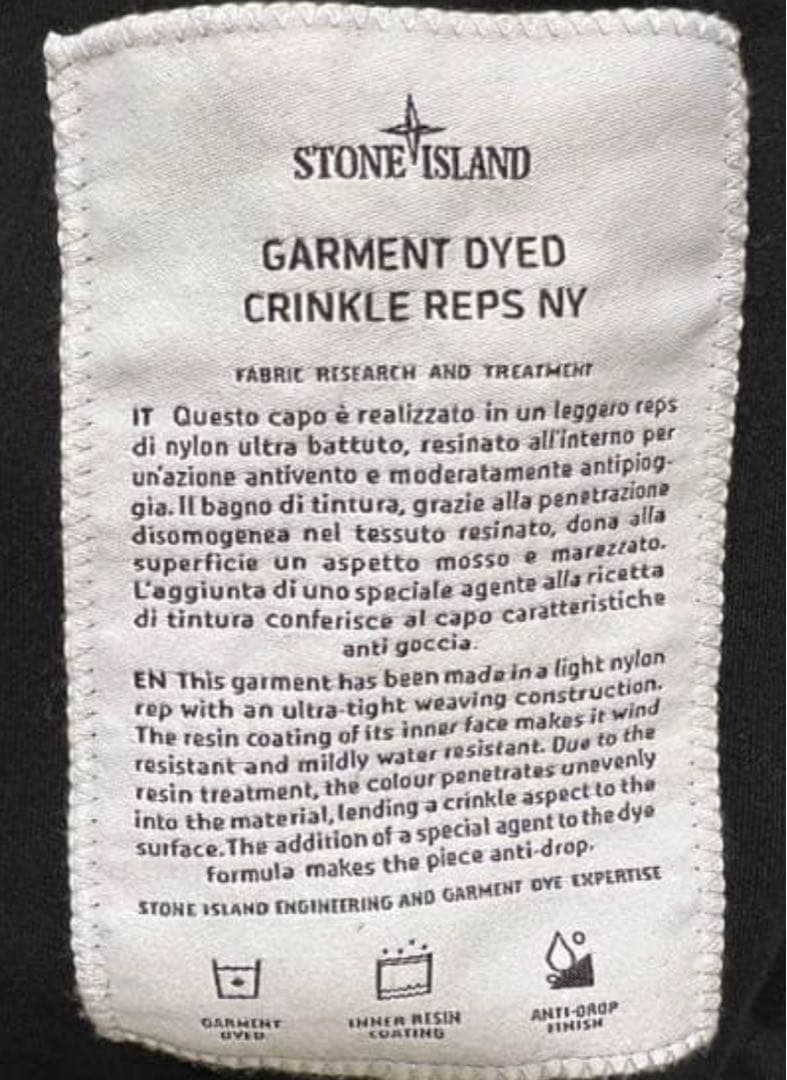 STONE ISLAND
GARMENT DYED
CRINKLE REPS NY
FABRIC RESEARCH AND TREATMENT
IT Questo capo è realizzato in un leggero reps
di nylon ultra battuto, resinato all'interno per
un'azione antivento e moderatamente antipiog-
gia. Il bagno di tintura, grazie alla penetrazione
disomogenea nel tessuto resinato, dona alla
superficie un aspetto mosso e marezzato.
L'aggiunta di uno speciale agente alla ricetta
di tintura conferisce al capo caratteristiche
anti goccia.
EN This garment has been made in a light nylon
rep with an ultra-tight weaving construction.
The resin coating of its inner face makes it wind
resistant and mildly water resistant. Due to the
resin treatment, the colour penetrates unevenly
into the material, lending a crinkle aspect to the
surface. The addition of a special agent to the dye
formula makes the piece anti-drop.
STONE ISLAND ENGINEERING AND GARMENT DYE EXPERTISE
GARMENT DYED
INNER RESIN COATING
ANTI-DROP FINISH